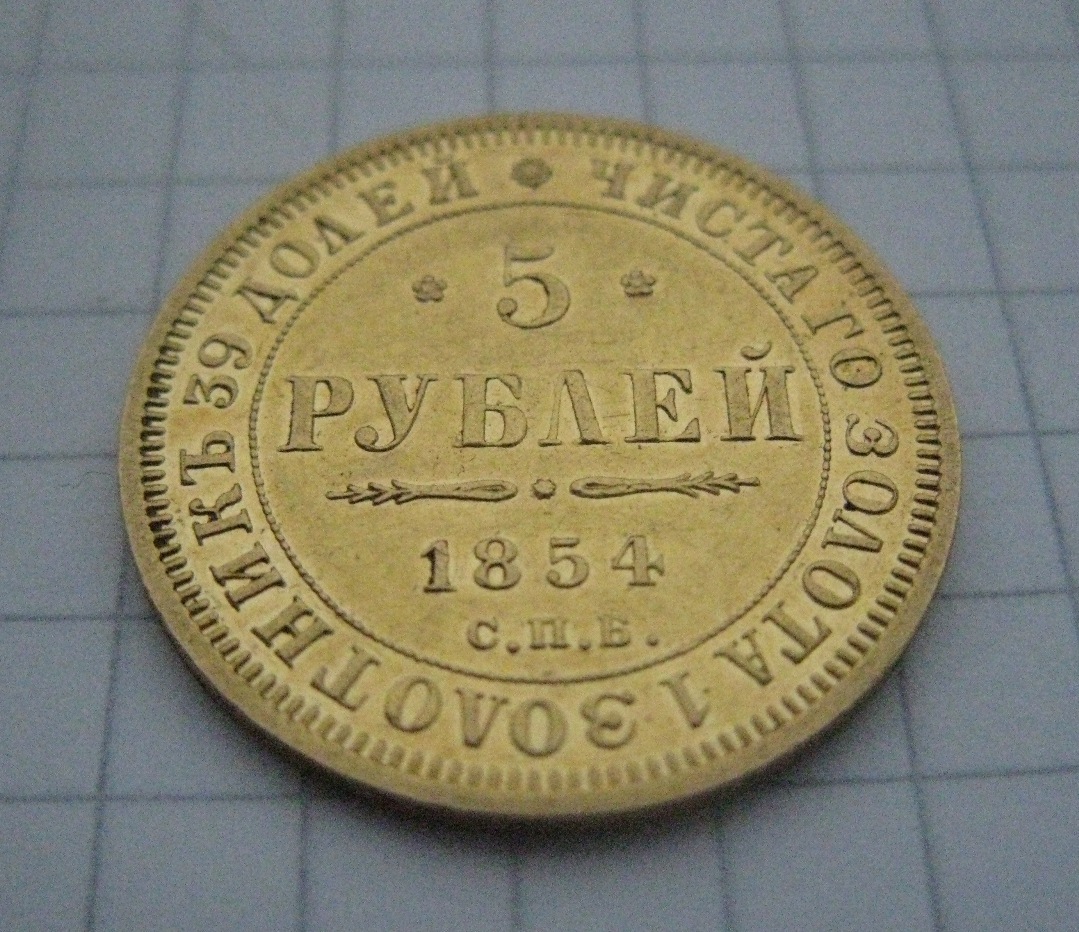 ЧИСТАГО ЗОЛОТА 1 ЗОЛОТНИКЪ 39 ДОЛЕЙ
5
РУБЛЕЙ
1854
С.П.Б.